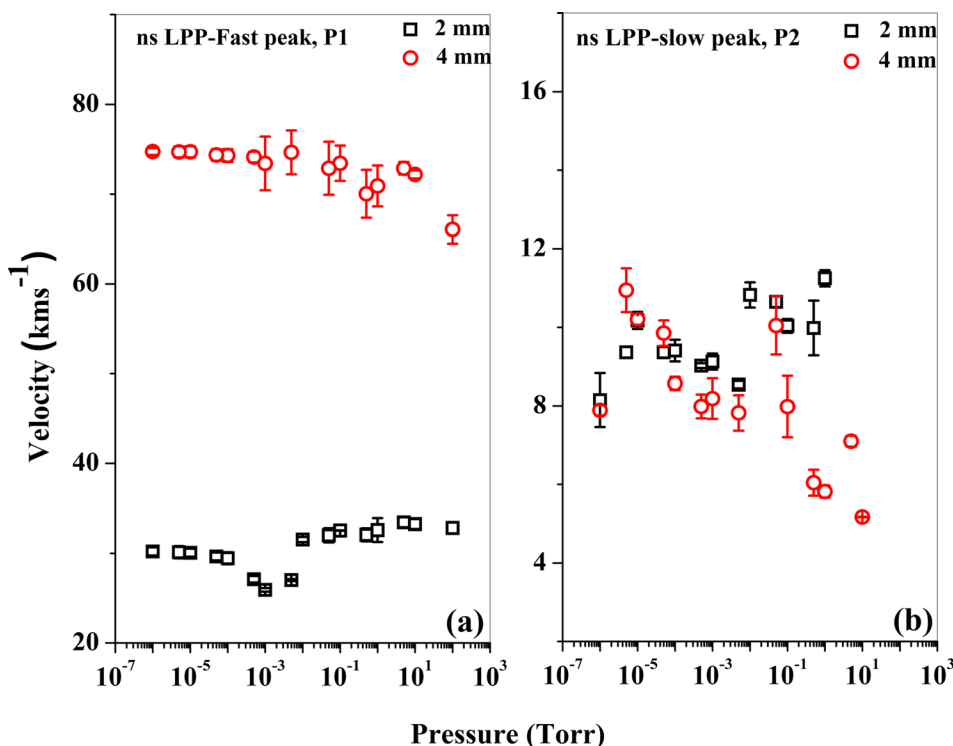 ns LPP-Fast peak, P1
2 mm
4 mm
80
60
30
20
Velocity (kms⁻¹)
(a)
10⁻⁷ 10⁻⁵ 10⁻³ 10⁻¹ 10¹ 10³
ns LPP-slow peak, P2
2 mm
4 mm
16
12
8
4
(b)
10⁻⁷ 10⁻⁵ 10⁻³ 10⁻¹ 10¹ 10³
Pressure (Torr)